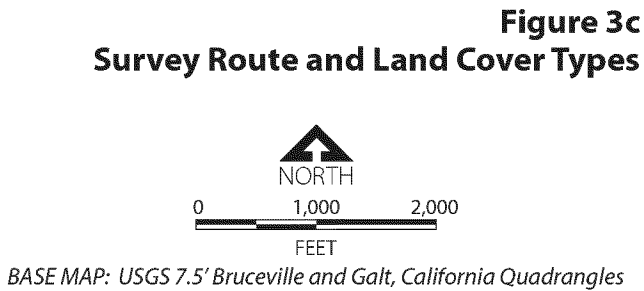 Figure 3c
Survey Route and Land Cover Types
NORTH
0 1,000 2,000
FEET
BASE MAP: USGS 7.5' Bruceville and Galt, California Quadrangles